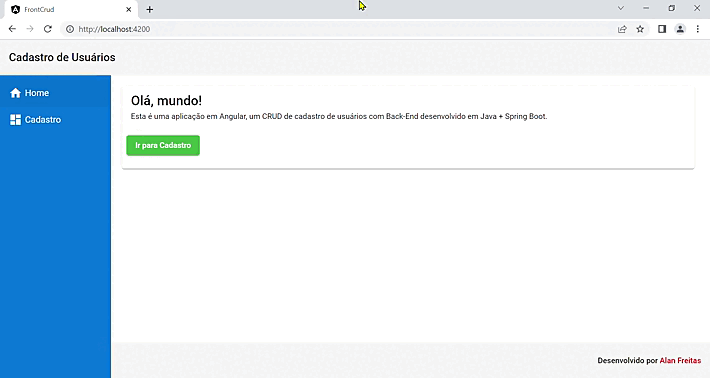 FrontCrud
http://localhost:4200
Cadastro de Usuários
Home
Cadastro
Olá, mundo!
Esta é uma aplicação em Angular, um CRUD de cadastro de usuários com Back-End desenvolvido em Java + Spring Boot.
Ir para Cadastro
Desenvolvido por Alan Freitas